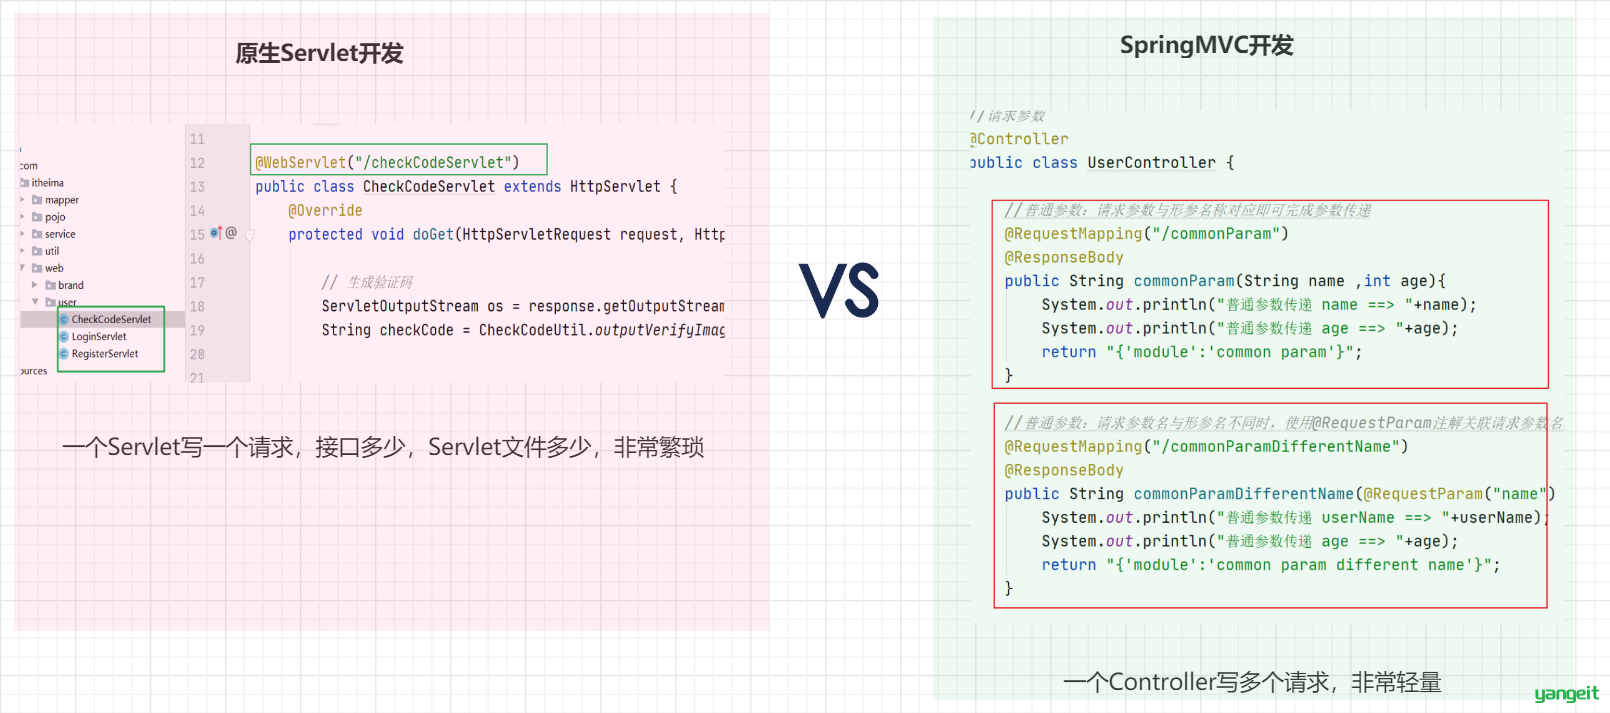 原生Servlet开发
com
itheima
mapper
pojo
service
util
web
brand
user
CheckCodeServlet
LoginServlet
RegisterServlet
11
12 @WebServlet("/checkCodeServlet")
13 public class CheckCodeServlet extends HttpServlet {
14 @Override
15 @ protected void doGet(HttpServletRequest request, Http
16
17 // 生成验证码
18 ServletOutputStream os = response.getOutputStream
19 String checkCode = CheckCodeUtil.outputVerifyImag
20
21
一个Servlet写一个请求，接口多少，Servlet文件多少，非常繁琐
VS
SpringMVC开发
//请求参数
@Controller
public class UserController {
//普通参数：请求参数与形参名称对应即可完成参数传递
@RequestMapping("/commonParam")
@ResponseBody
public String commonParam(String name ,int age){
System.out.println("普通参数传递 name ==> "+name);
System.out.println("普通参数传递 age ==> "+age);
return "{'module':'common param'}";
}
//普通参数：请求参数名与形参名不同时，使用@RequestParam注解关联请求参数名
@RequestMapping("/commonParamDifferentName")
@ResponseBody
public String commonParamDifferentName(@RequestParam("name")
System.out.println("普通参数传递 userName ==> "+userName);
System.out.println("普通参数传递 age ==> "+age);
return "{'module':'common param different name'}";
}
一个Controller写多个请求，非常轻量
yangeit